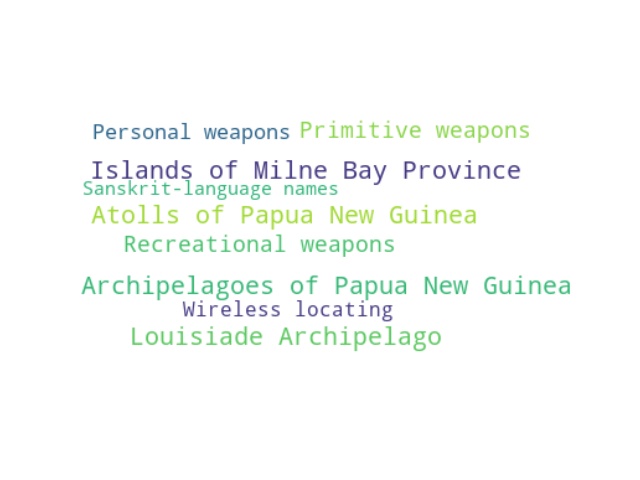 Personal weapons Primitive weapons
Islands of Milne Bay Province
Sanskrit-language names
Atolls of Papua New Guinea
Recreational weapons
Archipelagoes of Papua New Guinea
Wireless locating
Louisiade Archipelago